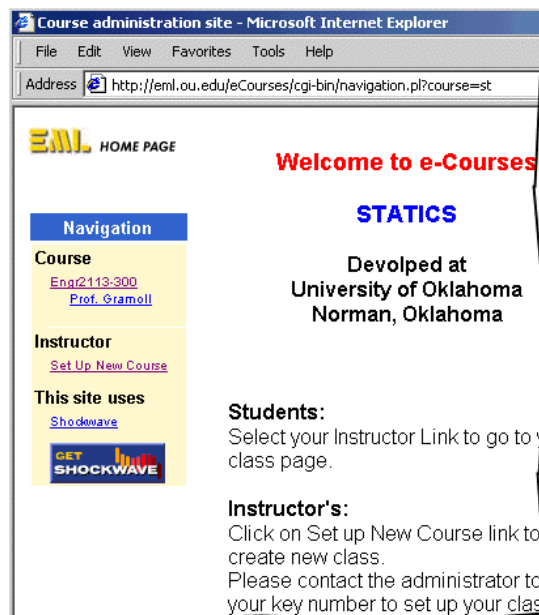 Course administration site - Microsoft Internet Explorer
File Edit View Favorites Tools Help
Address http://eml.ou.edu/eCourses/cgi-bin/navigation.pl?course=st
EML HOME PAGE
Welcome to e-Courses
STATICS
Devolped at
University of Oklahoma
Norman, Oklahoma
Navigation
Course
Engr2113-300
Prof. Gramoll
Instructor
Set Up New Course
This site uses
Shockwave
GET
SHOCKWAVE
Students:
Select your Instructor Link to go to
class page.
Instructor's:
Click on Set up New Course link to
create new class.
Please contact the administrator to
your key number to set up your clas